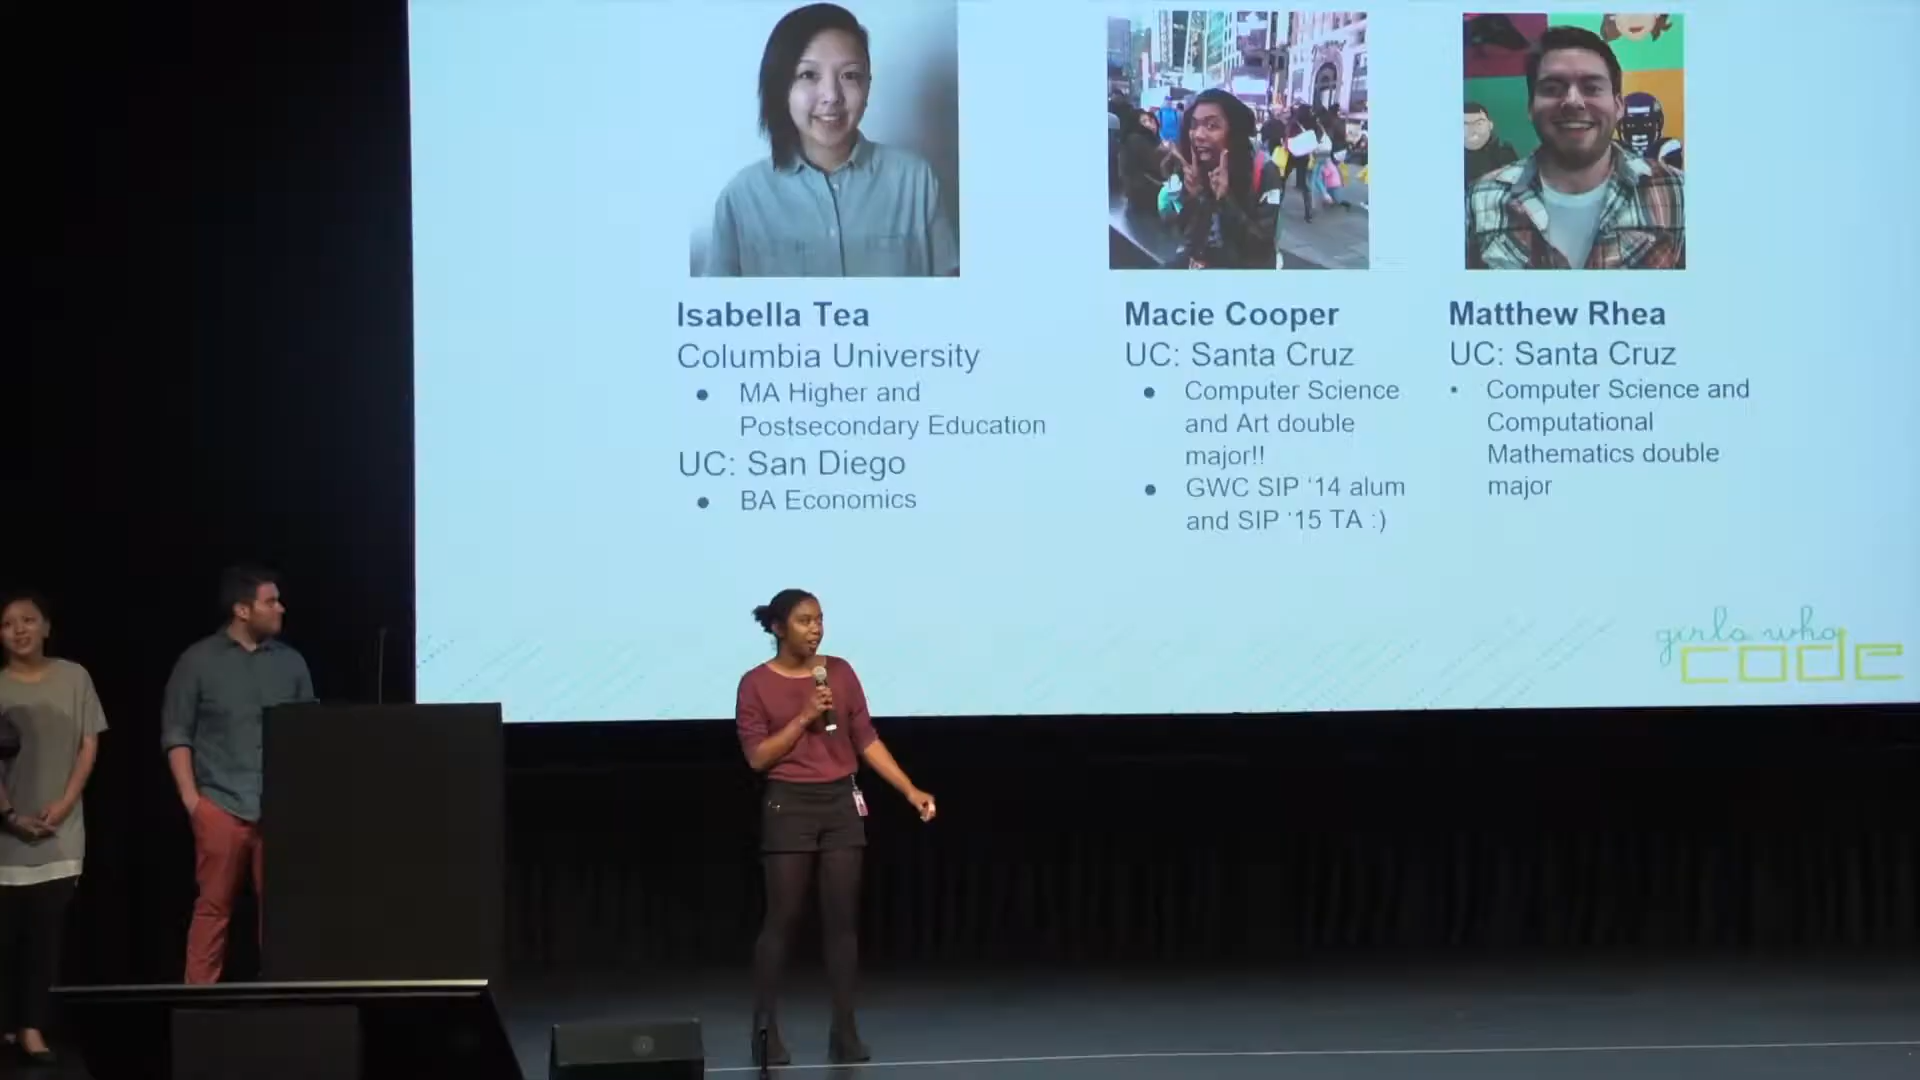 Isabella Tea
Columbia University
● MA Higher and
Postsecondary Education
UC: San Diego
● BA Economics
Macie Cooper
UC: Santa Cruz
● Computer Science
and Art double
major!!
● GWC SIP ‘14 alum
and SIP ‘15 TA :)
Matthew Rhea
UC: Santa Cruz
• Computer Science and
Computational
Mathematics double
major
girls who
code